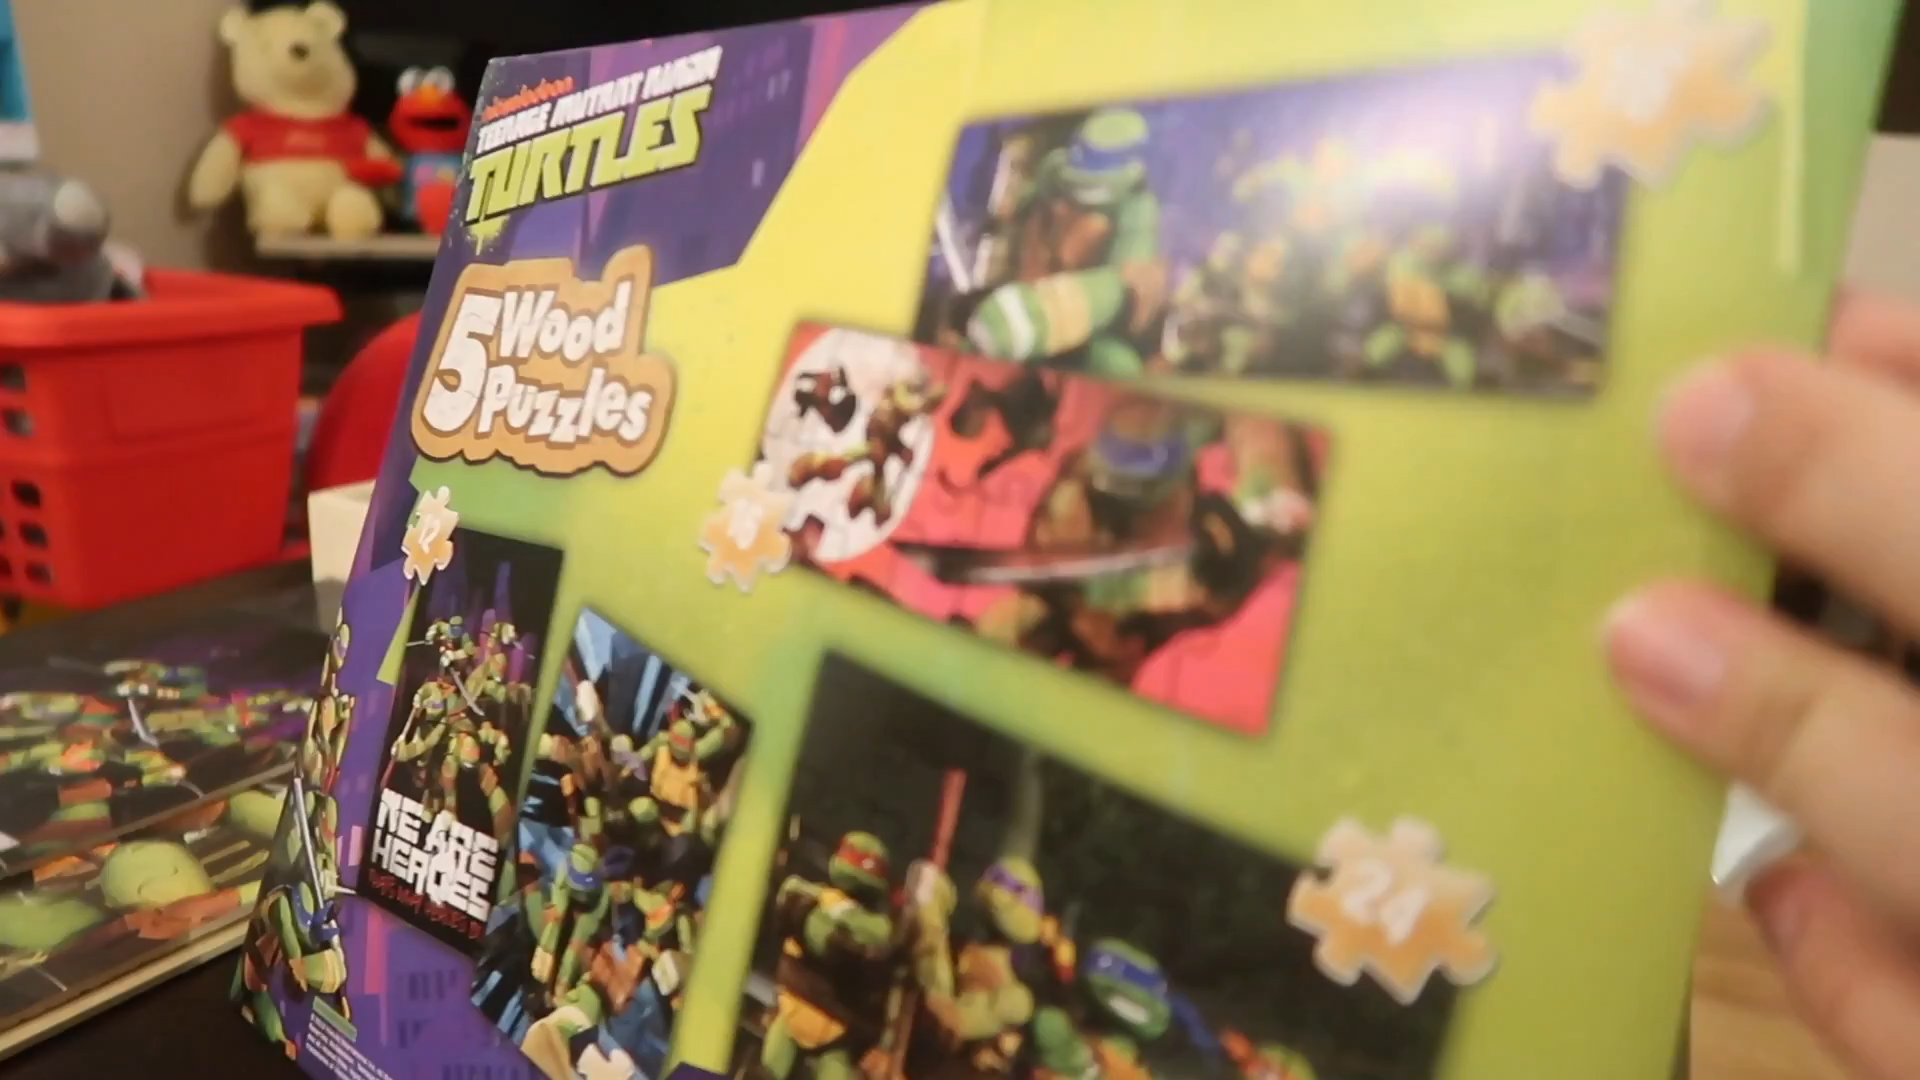 nickelodeon
TEENAGE MUTANT NINJA
TURTLES
5 Wood
Puzzles
12
16
WE ARE
HEROES
24